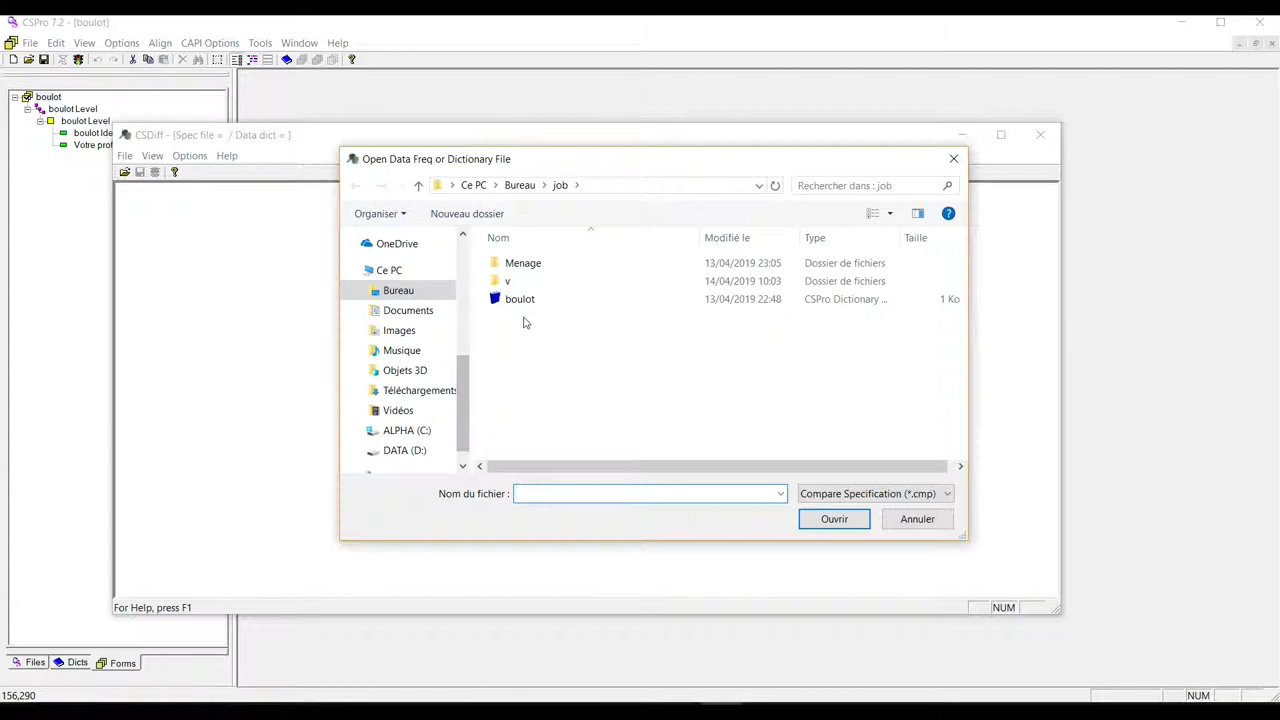 CSPro 7.2 - [boulot]
File Edit View Options Align CAPI Options Tools Window Help
boulot
boulot Level
boulot Level
boulot Ide
Votre prof
CSDiff - [Spec file = / Data dict = ]
File View Options Help
Open Data Freq or Dictionary File
Ce PC > Bureau > job >
Rechercher dans : job
Organiser
Nouveau dossier
Nom Modifié le Type Taille
OneDrive
Ce PC
Bureau
Documents
Images
Musique
Objets 3D
Téléchargements
Vidéos
ALPHA (C:)
DATA (D:)
Menage 13/04/2019 23:05 Dossier de fichiers
v 14/04/2019 10:03 Dossier de fichiers
boulot 13/04/2019 22:48 CSPro Dictionary ... 1 Ko
Nom du fichier :
Compare Specification (*.cmp)
Ouvrir Annuler
For Help, press F1 NUM
Files Dicts Forms
156,290 NUM